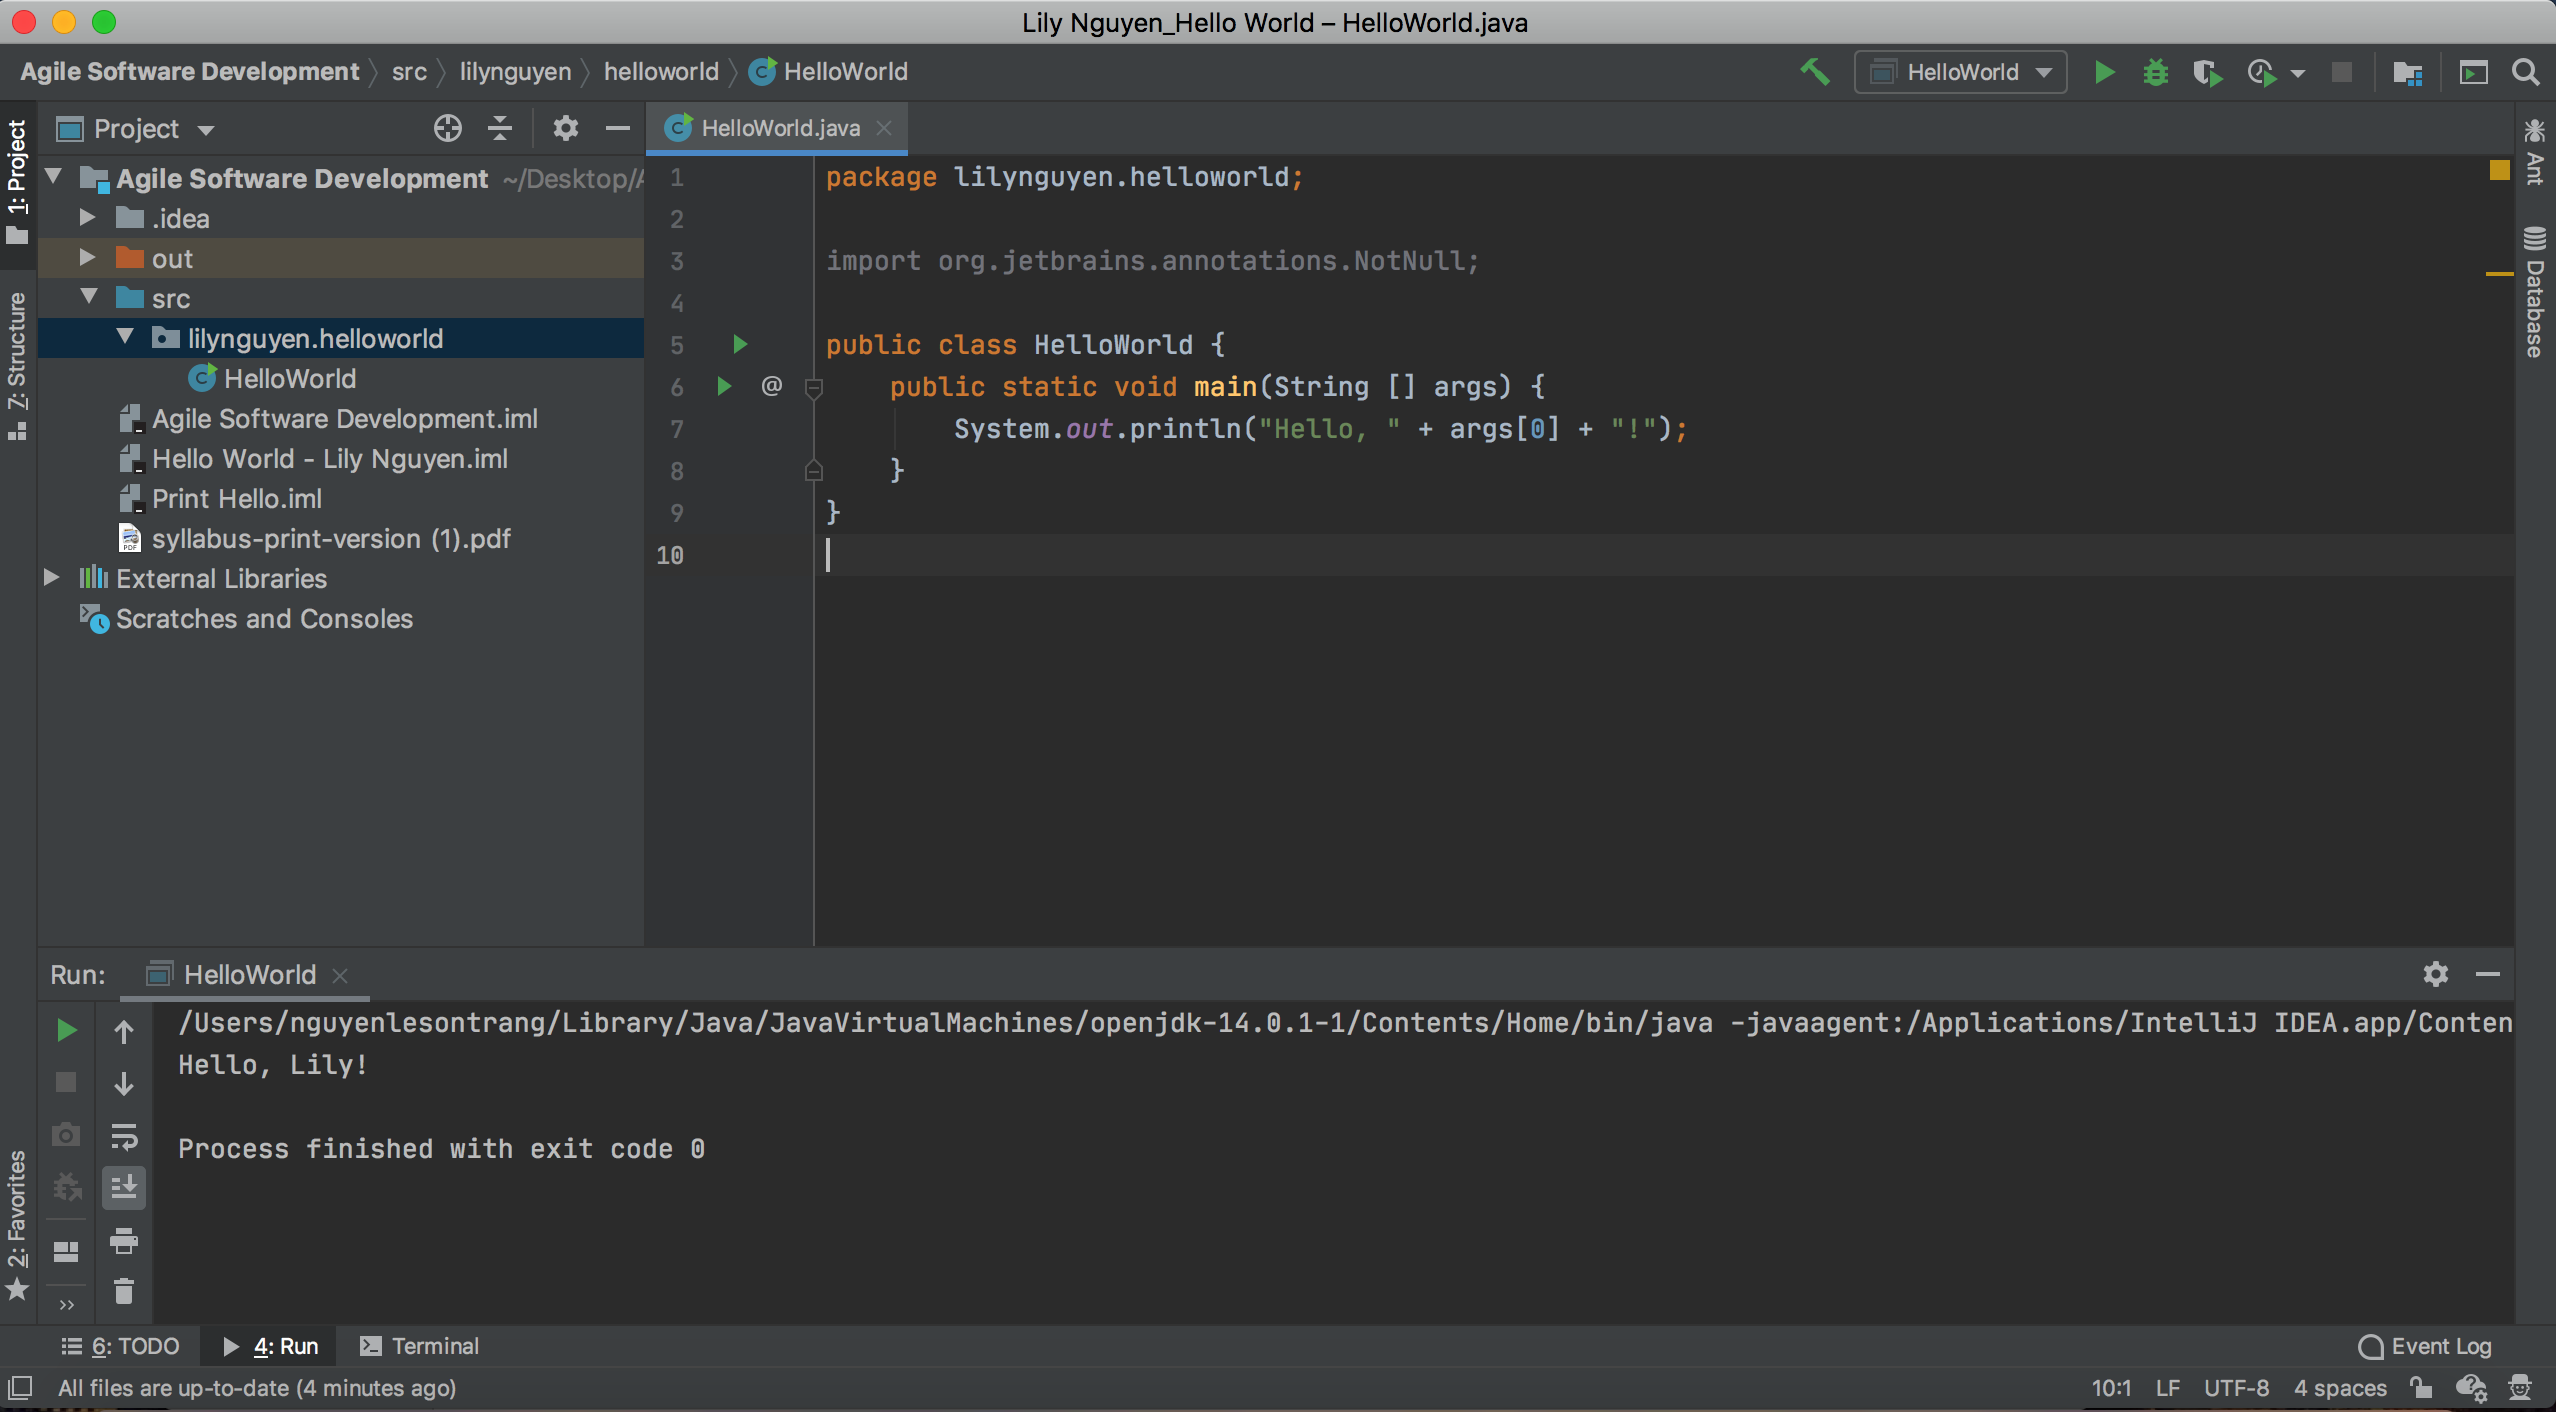 Lily Nguyen_Hello World – HelloWorld.java
Agile Software Development src lilynguyen helloworld HelloWorld
HelloWorld
1: Project
Z: Structure
2: Favorites
Project
Agile Software Development ~/Desktop/A
.idea
out
src
lilynguyen.helloworld
HelloWorld
Agile Software Development.iml
Hello World - Lily Nguyen.iml
Print Hello.iml
syllabus-print-version (1).pdf
External Libraries
Scratches and Consoles
HelloWorld.java
1 package lilynguyen.helloworld;
2
3 import org.jetbrains.annotations.NotNull;
4
5 public class HelloWorld {
6 @ public static void main(String [] args) {
7 System.out.println("Hello, " + args[0] + "!");
8 }
9 }
10
Ant
Database
Run: HelloWorld
/Users/nguyenlesontrang/Library/Java/JavaVirtualMachines/openjdk-14.0.1-1/Contents/Home/bin/java -javaagent:/Applications/IntelliJ IDEA.app/Conten
Hello, Lily!
Process finished with exit code 0
6: TODO 4: Run Terminal Event Log
All files are up-to-date (4 minutes ago) 10:1 LF UTF-8 4 spaces